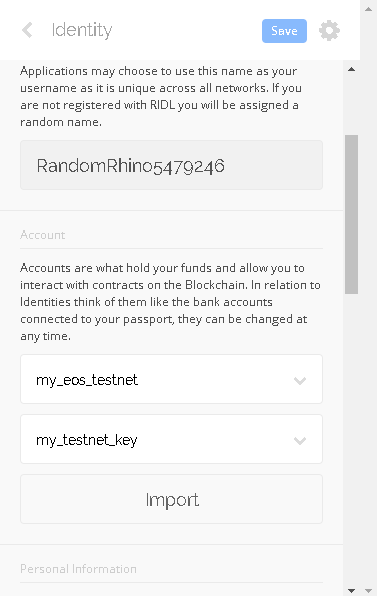 Identity
Save
Applications may choose to use this name as your
username as it is unique across all networks. If you
are not registered with RIDL you will be assigned a
random name.
RandomRhino5479246
Account
Accounts are what hold your funds and allow you to
interact with contracts on the Blockchain. In relation to
Identities think of them like the bank accounts
connected to your passport, they can be changed at
any time.
my_eos_testnet
my_testnet_key
Import
Personal Information